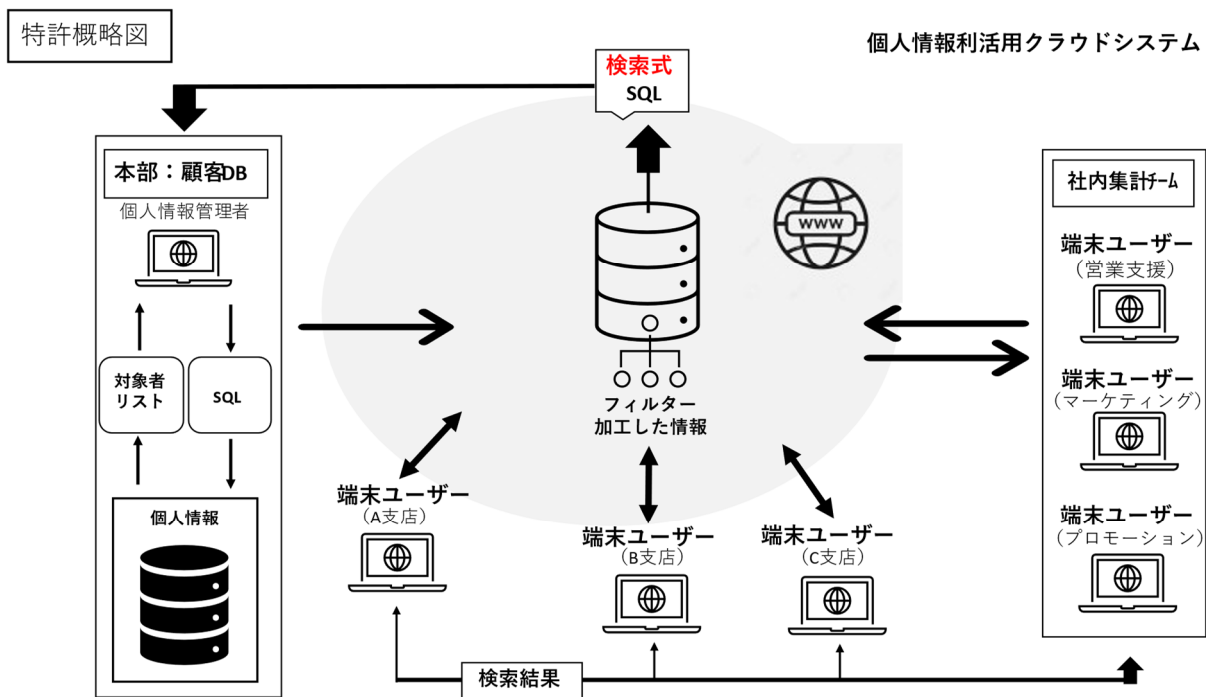 特許概略図
個人情報利活用クラウドシステム
検索式
SQL
本部：顧客DB
個人情報管理者
対象者
リスト
SQL
個人情報
WWW
フィルター
加工した情報
社内集計チーム
端末ユーザー
（営業支援）
端末ユーザー
（マーケティング）
端末ユーザー
（プロモーション）
端末ユーザー
（A支店）
端末ユーザー
（B支店）
端末ユーザー
（C支店）
検索結果